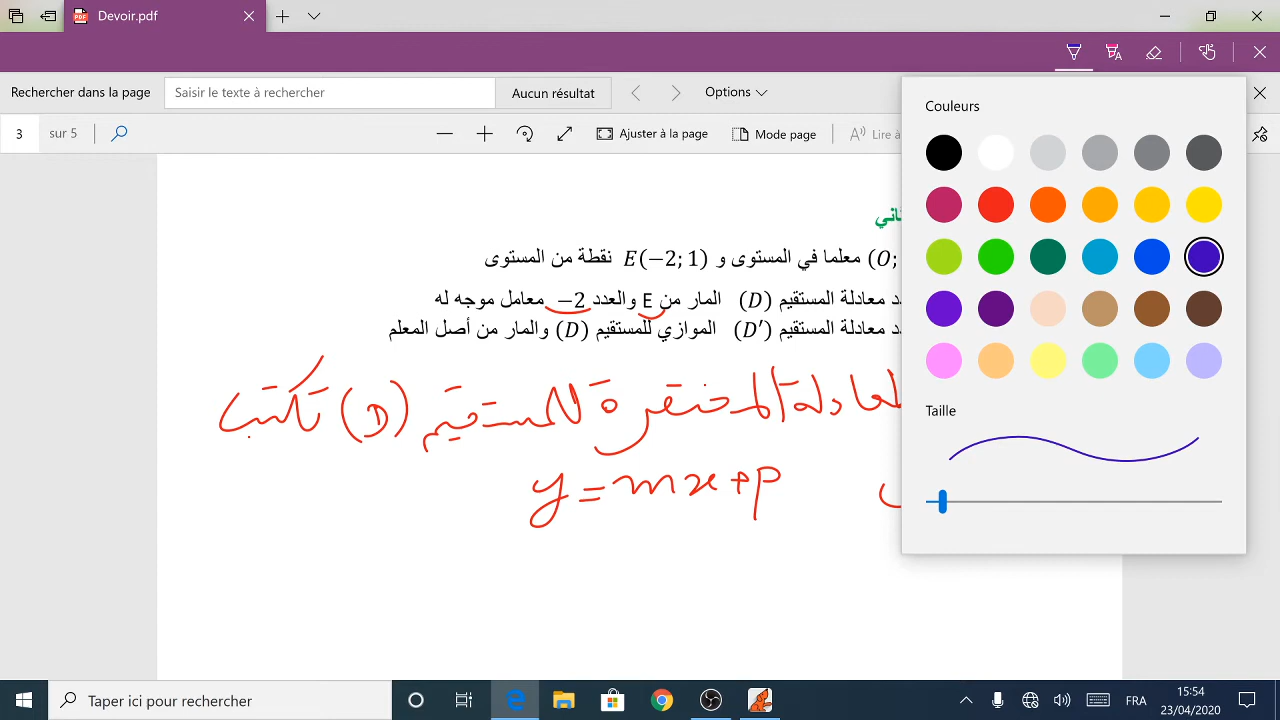 Devoir.pdf
Rechercher dans la page
Saisir le texte à rechercher
Aucun résultat
Options
3
sur 5
Ajuster à la page
Mode page
Lire à
Couleurs
Taille
(O; معلما في المستوى و E(−2; 1) نقطة من المستوى
معادلة المستقيم (D) المار من E والعدد −2 معامل موجه له
معادلة المستقيم (D′) الموازي للمستقيم (D) والمار من أصل المعلم
المختصرة للمستقيم (D) تكتب
y = mx + p
Taper ici pour rechercher
FRA
15:54
23/04/2020